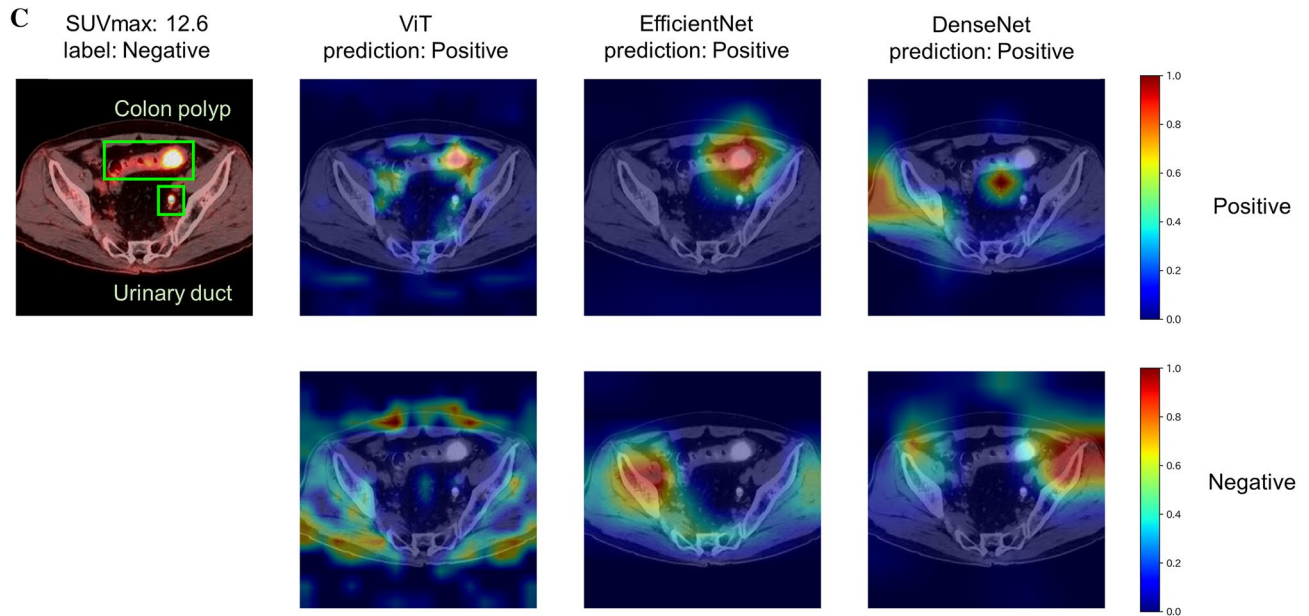 C
SUVmax: 12.6
label: Negative
ViT
prediction: Positive
EfficientNet
prediction: Positive
DenseNet
prediction: Positive
Colon polyp
Urinary duct
1.0
0.8
0.6
0.4
0.2
0.0
Positive
1.0
0.8
0.6
0.4
0.2
0.0
Negative